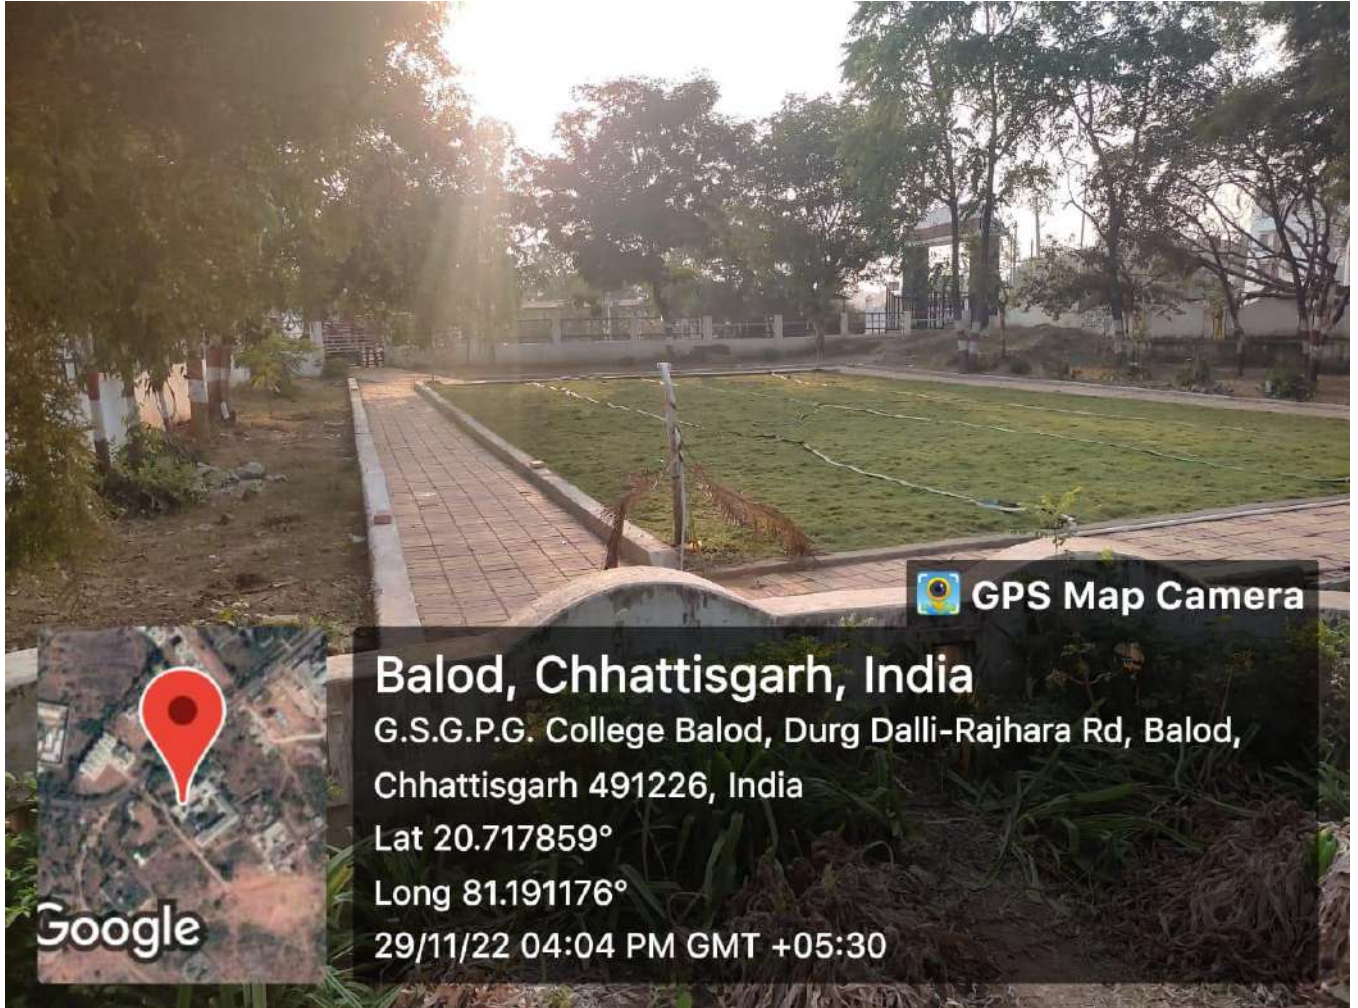 GPS Map Camera
Balod, Chhattisgarh, India
G.S.G.P.G. College Balod, Durg Dalli-Rajhara Rd, Balod,
Chhattisgarh 491226, India
Lat 20.717859°
Long 81.191176°
29/11/22 04:04 PM GMT +05:30
Google